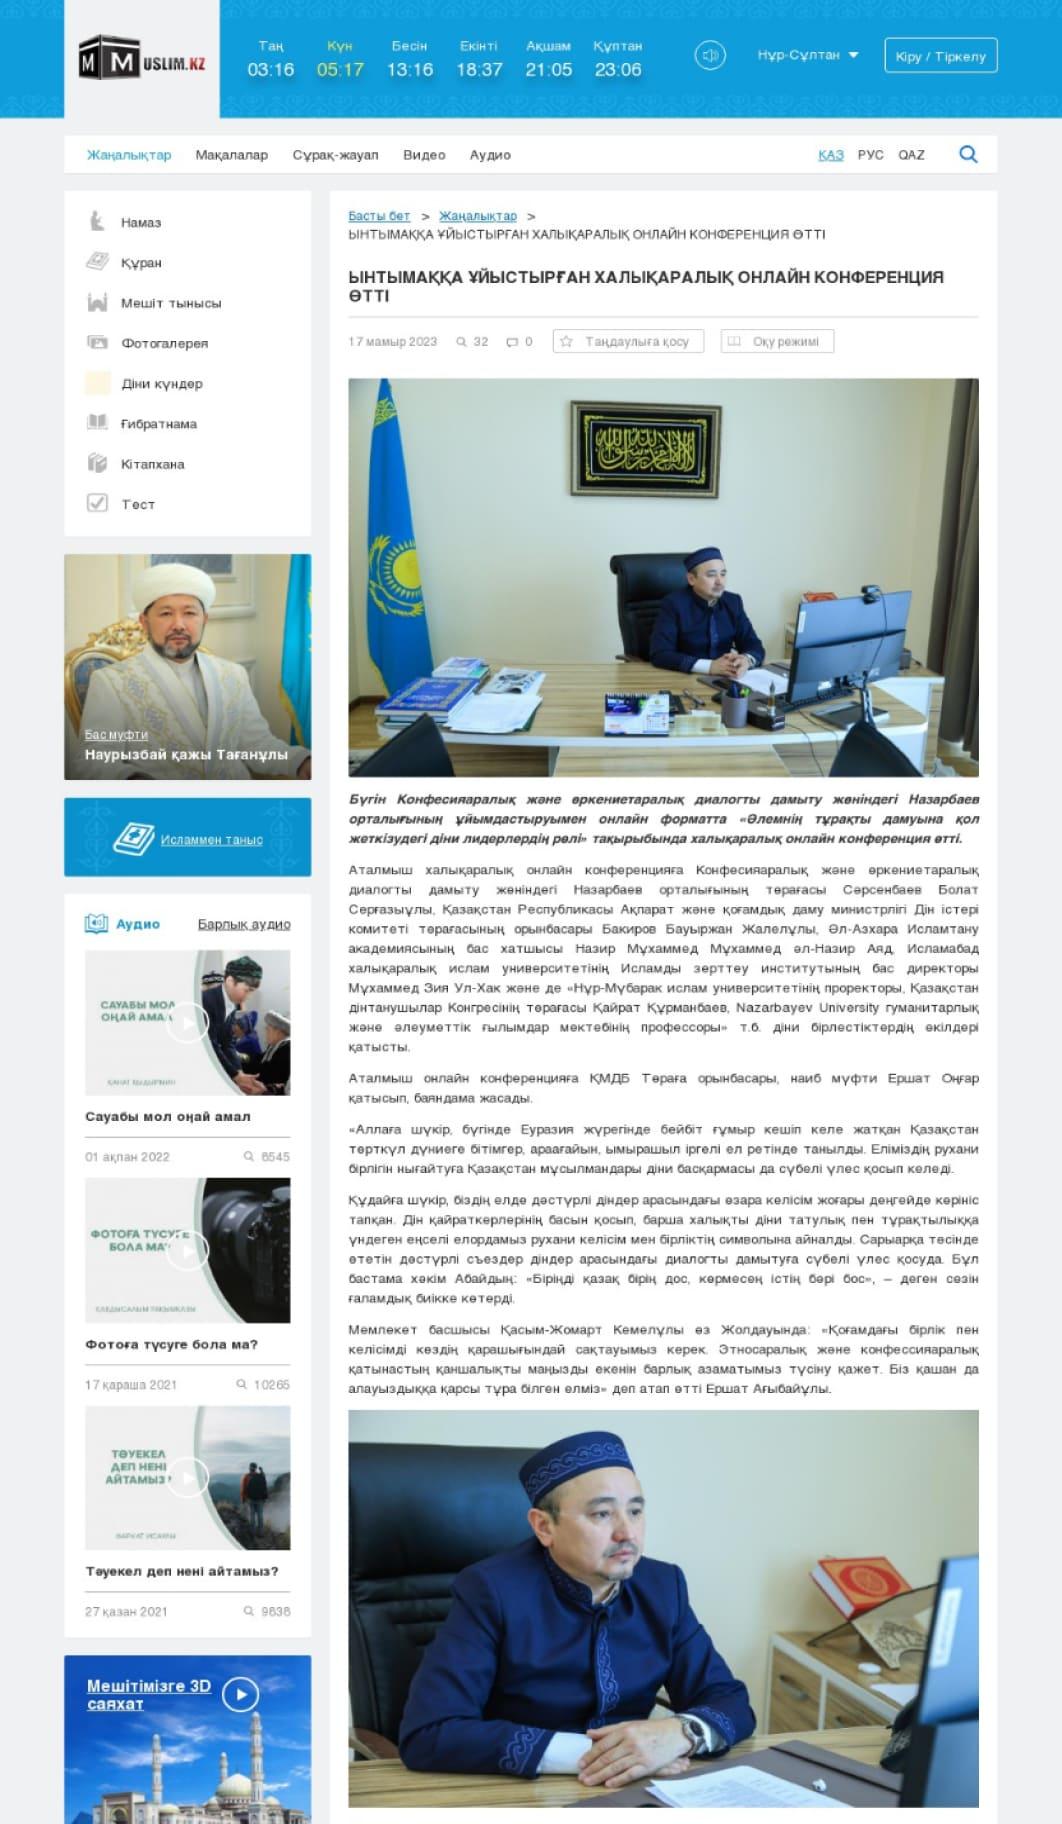 MMUSLIM.KZ
Таң Күн Бесін Екінті Ақшам Құптан
03:16 05:17 13:16 18:37 21:05 23:06
Нұр-Сұлтан
Кіру / Тіркелу
Жаңалықтар Мақалалар Сұрақ-жауап Видео Аудио
ҚАЗ РУС QAZ
Намаз
Құран
Мешіт тынысы
Фотогалерея
Діни күндер
Ғибратнама
Кітапхана
Тест
Бас мүфти
Наурызбай қажы Тағанұлы
Исламмен таныс
Аудио Барлық аудио
САУАБЫ МОЛ
ОҢАЙ АМАЛ
Сауабы мол оңай амал
01 ақпан 2022 6545
ФОТОҒА ТҮСУГЕ
БОЛА МА?
Фотоға түсуге бола ма?
17 қараша 2021 10265
ТӘУЕКЕЛ
ДЕП НЕНІ
АЙТАМЫЗ
Тәуекел деп нені айтамыз?
27 қазан 2021 9838
Мешітімізге 3D
саяхат
Басты бет > Жаңалықтар >
ЫНТЫМАҚҚА ҰЙЫСТЫРҒАН ХАЛЫҚАРАЛЫҚ ОНЛАЙН КОНФЕРЕНЦИЯ ӨТТІ
ЫНТЫМАҚҚА ҰЙЫСТЫРҒАН ХАЛЫҚАРАЛЫҚ ОНЛАЙН КОНФЕРЕНЦИЯ
ӨТТІ
17 мамыр 2023 32 0 Таңдаулыға қосу Оқу режимі
Бүгін Конфесияаралық және өркениетаралық диалогты дамыту жөніндегі Назарбаев
орталығының ұйымдастыруымен онлайн форматта «Әлемнің тұрақты дамуына қол
жеткізудегі діни лидерлердің рөлі» тақырыбында халықаралық онлайн конференция өтті.
Аталмыш халықаралық онлайн конференцияға Конфесияаралық және өркениетаралық
диалогты дамыту жөніндегі Назарбаев орталығының төрағасы Сәрсенбаев Болат
Серғазыұлы, Қазақстан Республикасы Ақпарат және қоғамдық даму министрлігі Дін істері
комитеті төрағасының орынбасары Бакиров Бауыржан Жалелұлы, Әл-Азхара Исламтану
академиясының бас хатшысы Назир Мұхаммед Мұхаммед әл-Назир Аяд, Исламабад
халықаралық ислам университетінің Исламды зерттеу институтының бас директоры
Мұхаммед Зия Ул-Хак және де «Нұр-Мүбарак ислам университетінің проректоры, Қазақстан
дінтанушылар Конгресінің төрағасы Қайрат Құрманбаев, Nazarbayev University гуманитарлық
және әлеуметтік ғылымдар мектебінің профессоры» т.б. діни бірлестіктердің өкілдері
қатысты.
Аталмыш онлайн конференцияға ҚМДБ Төраға орынбасары, наиб мүфти Ершат Оңғар
қатысып, баяндама жасады.
«Аллаға шүкір, бүгінде Еуразия жүрегінде бейбіт ғұмыр кешіп келе жатқан Қазақстан
төрткүл дүниеге бітімгер, араағайын, ымырашыл іргелі ел ретінде танылды. Еліміздің рухани
бірлігін нығайтуға Қазақстан мұсылмандары діни басқармасы да сүбелі үлес қосып келеді.
Құдайға шүкір, біздің елде дәстүрлі діндер арасындағы өзара келісім жоғары деңгейде көрініс
тапқан. Дін қайраткерлерінің басын қосып, барша халықты діни татулық пен тұрақтылыққа
үндеген еңселі елордамыз рухани келісім мен бірліктің символына айналды. Сарыарқа төсінде
өтетін дәстүрлі съездер діндер арасындағы диалогты дамытуға сүбелі үлес қосуда. Бұл
бастама хәкім Абайдың: «Біріңді қазақ бірің дос, көрмесең істің бәрі бос», – деген сөзін
ғаламдық биікке көтерді.
Мемлекет басшысы Қасым-Жомарт Кемелұлы өз Жолдауында: «Қоғамдағы бірлік пен
келісімді көздің қарашығындай сақтауымыз керек. Этносаралық және конфессияаралық
қатынастың қаншалықты маңызды екенін барлық азаматымыз түсіну қажет. Біз қашан да
алауыздыққа қарсы тұра білген елміз» деп атап өтті Ершат Ағыбайұлы.